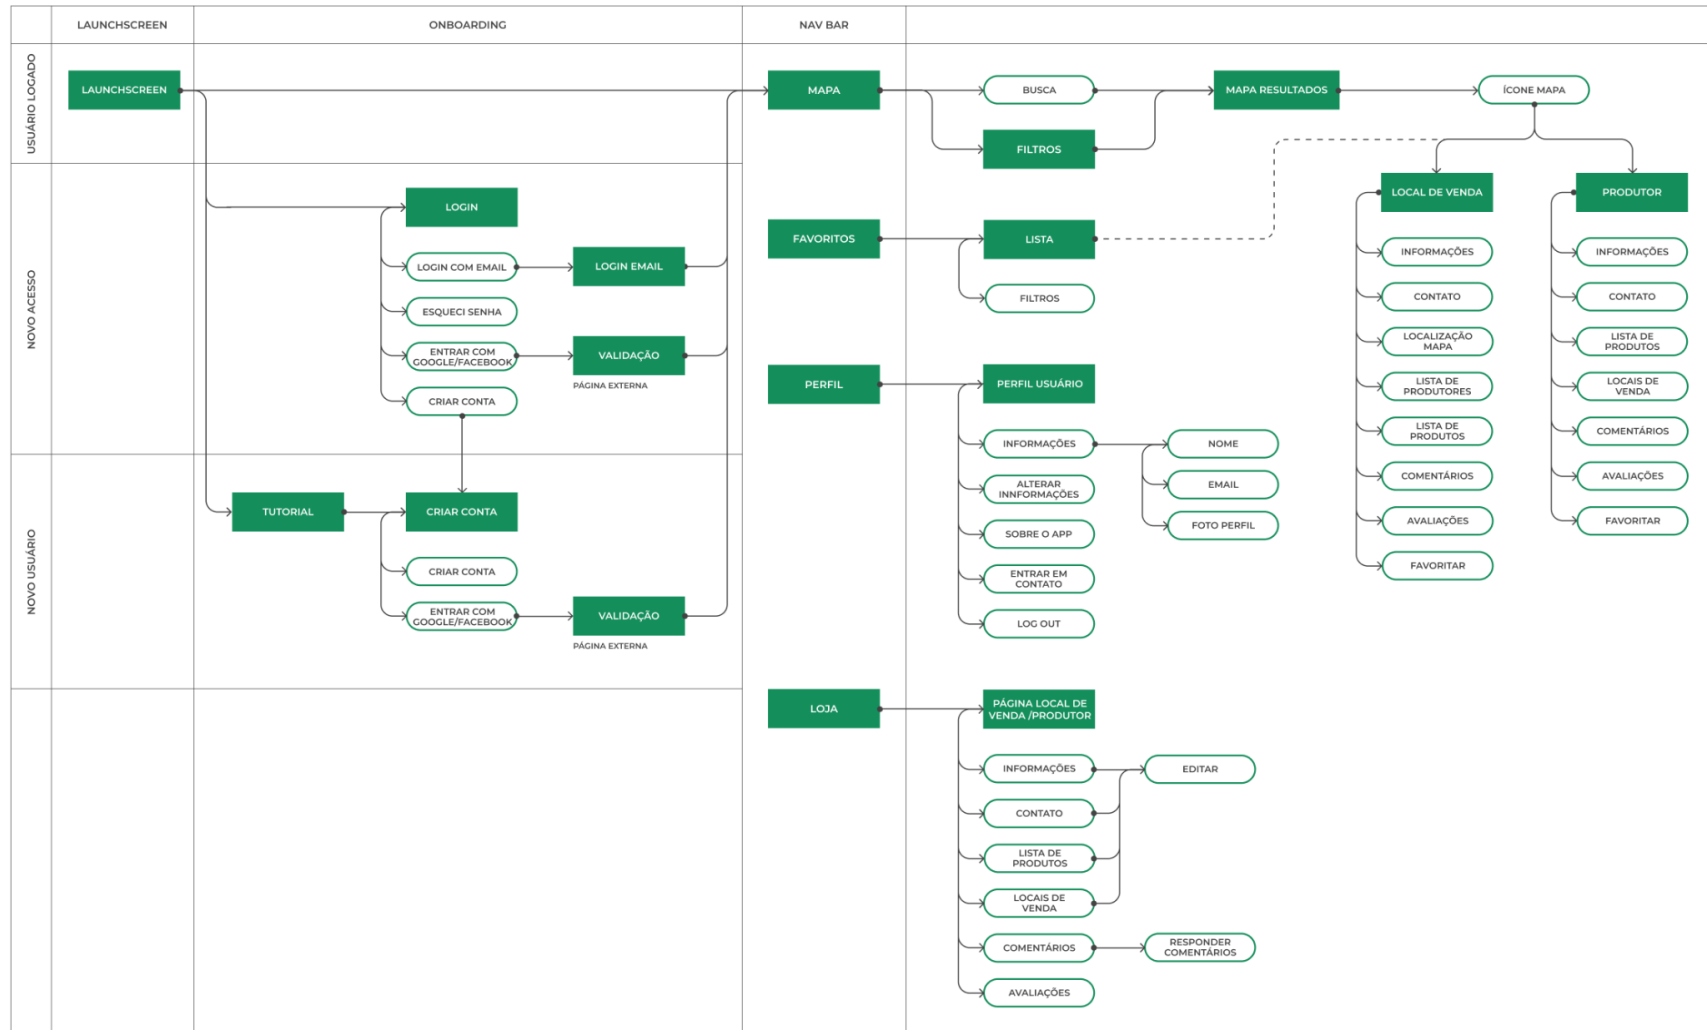 LAUNCHSCREEN
ONBOARDING
NAV BAR
USUÁRIO LOGADO
LAUNCHSCREEN
MAPA
BUSCA
FILTROS
MAPA RESULTADOS
ÍCONE MAPA
LOCAL DE VENDA
INFORMAÇÕES
CONTATO
LOCALIZAÇÃO
MAPA
LISTA DE
PRODUTORES
LISTA DE
PRODUTOS
COMENTÁRIOS
AVALIAÇÕES
FAVORITAR
PRODUTOR
INFORMAÇÕES
CONTATO
LISTA DE
PRODUTOS
LOCAIS DE
VENDA
COMENTÁRIOS
AVALIAÇÕES
FAVORITAR
NOVO ACESSO
LOGIN
LOGIN COM EMAIL
LOGIN EMAIL
ESQUECI SENHA
ENTRAR COM
GOOGLE/FACEBOOK
VALIDAÇÃO
PÁGINA EXTERNA
CRIAR CONTA
FAVORITOS
LISTA
FILTROS
PERFIL
PERFIL USUÁRIO
INFORMAÇÕES
NOME
EMAIL
FOTO PERFIL
ALTERAR
INNFORMAÇÕES
SOBRE O APP
ENTRAR EM
CONTATO
LOG OUT
NOVO USUÁRIO
TUTORIAL
CRIAR CONTA
CRIAR CONTA
ENTRAR COM
GOOGLE/FACEBOOK
VALIDAÇÃO
PÁGINA EXTERNA
LOJA
PÁGINA LOCAL DE
VENDA /PRODUTOR
INFORMAÇÕES
EDITAR
CONTATO
LISTA DE
PRODUTOS
LOCAIS DE
VENDA
COMENTÁRIOS
RESPONDER
COMENTÁRIOS
AVALIAÇÕES